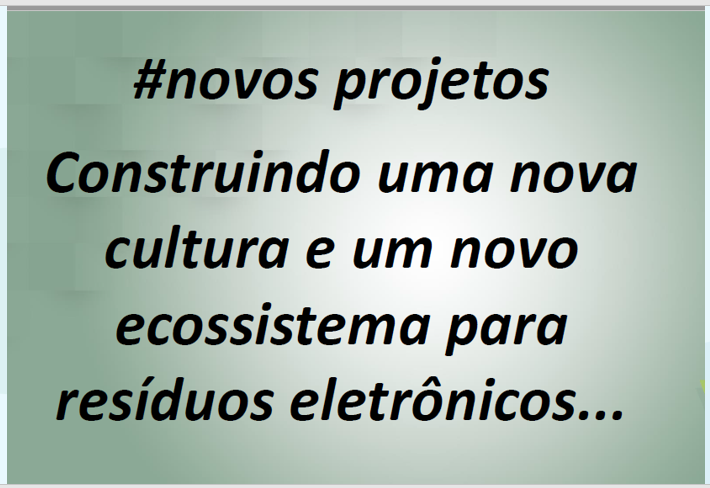 #novos projetos
Construindo uma nova
cultura e um novo
ecossistema para
resíduos eletrônicos...